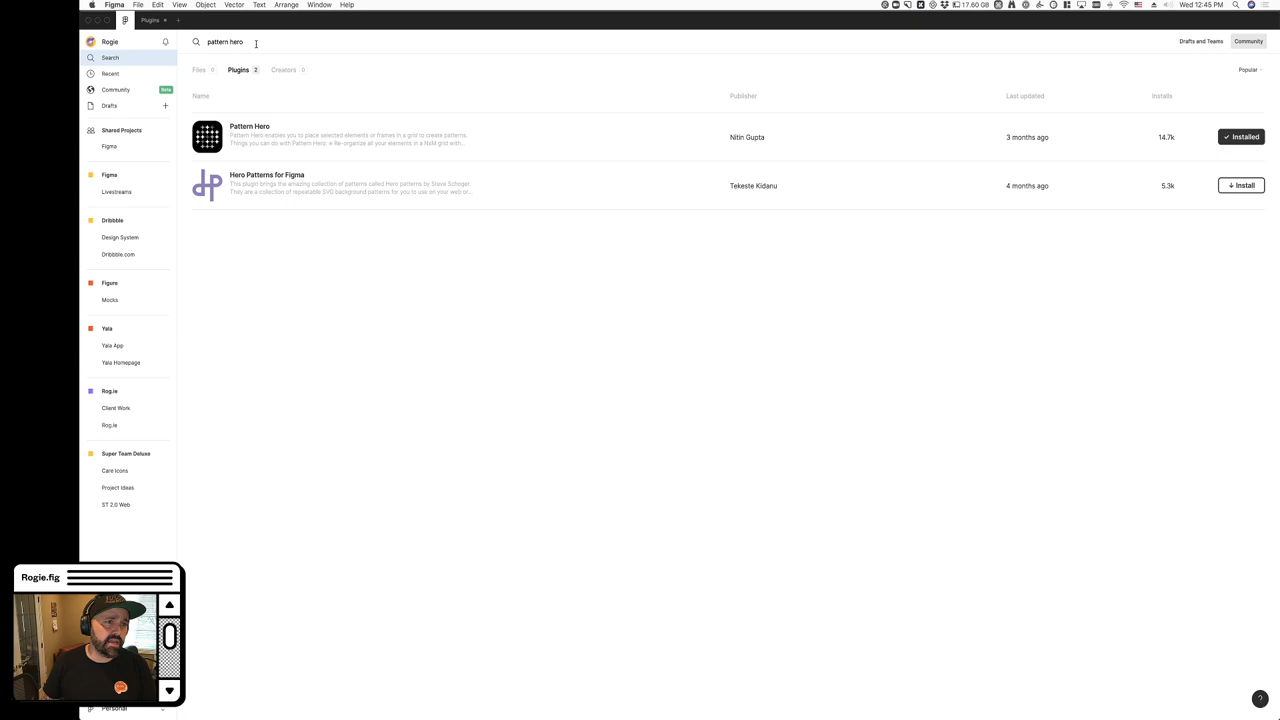 Figma File Edit View Object Vector Text Arrange Window Help
17.60 GB
Wed 12:45 PM
Plugins
Rogie
pattern hero
Drafts and Teams
Community
Search
Recent
Community Beta
Drafts
Shared Projects
Figma
Figma
Livestreams
Dribbble
Design System
Dribbble.com
Figure
Mocks
Yala
Yala App
Yala Homepage
Rog.ie
Client Work
Rog.ie
Super Team Deluxe
Care Icons
Project Ideas
ST 2.0 Web
Personal
Files 0 Plugins 2 Creators 0
Popular
Name Publisher Last updated Installs
Pattern Hero
Pattern Hero enables you to place selected elements or frames in a grid to create patterns.
Things you can do with Pattern Hero: Re-organize all your elements in a NxM grid with...
Nitin Gupta
3 months ago
14.7k
Installed
Hero Patterns for Figma
This plugin brings the amazing collection of patterns called Hero patterns by Steve Schoger.
They are a collection of repeatable SVG background patterns for you to use on your web or...
Tekeste Kidanu
4 months ago
5.3k
Install
Rogie.fig
?